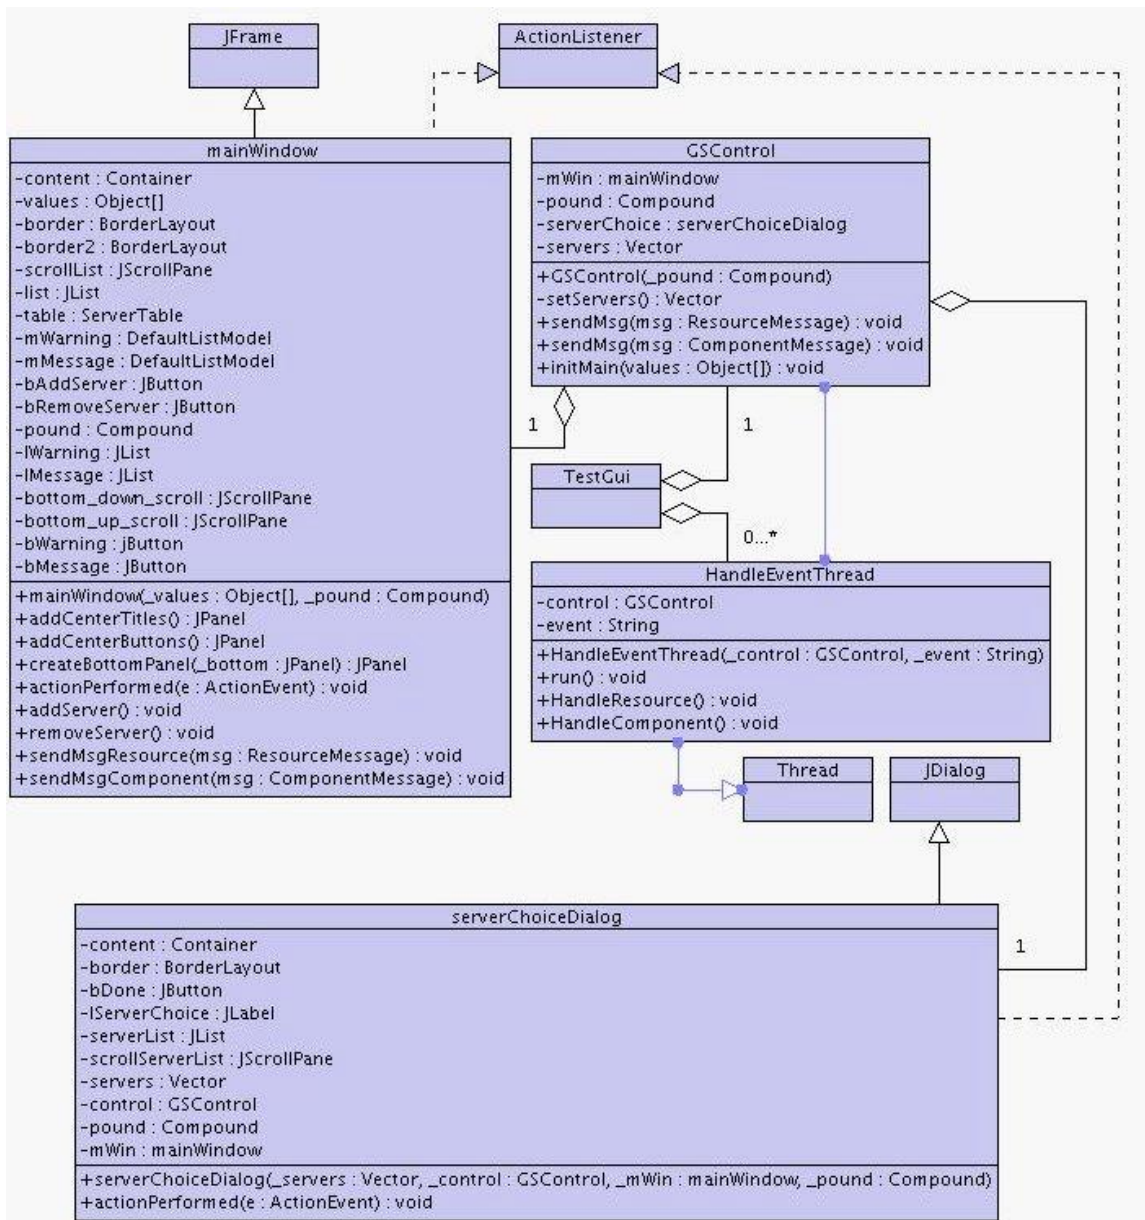 JFrame
ActionListener
mainWindow
-content : Container
-values : Object[]
-border : BorderLayout
-border2 : BorderLayout
-scrollList : JScrollPane
-list : JList
-table : ServerTable
-mWarning : DefaultListModel
-mMessage : DefaultListModel
-bAddServer : JButton
-bRemoveServer : JButton
-pound : Compound
-lWarning : JList
-lMessage : JList
-bottom_down_scroll : JScrollPane
-bottom_up_scroll : JScrollPane
-bWarning : jButton
-bMessage : JButton
+mainWindow(_values : Object[], _pound : Compound)
+addCenterTitles() : JPanel
+addCenterButtons() : JPanel
+createBottomPanel(_bottom : JPanel) : JPanel
+actionPerformed(e : ActionEvent) : void
+addServer() : void
+removeServer() : void
+sendMsgResource(msg : ResourceMessage) : void
+sendMsgComponent(msg : ComponentMessage) : void
GSControl
-mWin : mainWindow
-pound : Compound
-serverChoice : serverChoiceDialog
-servers : Vector
+GSControl(_pound : Compound)
-setServers() : Vector
+sendMsg(msg : ResourceMessage) : void
+sendMsg(msg : ComponentMessage) : void
+initMain(values : Object[]) : void
1
1
TestGui
0...*
HandleEventThread
-control : GSControl
-event : String
+HandleEventThread(_control : GSControl, _event : String)
+run() : void
+HandleResource() : void
+HandleComponent() : void
Thread
JDialog
serverChoiceDialog
-content : Container
-border : BorderLayout
-bDone : JButton
-lServerChoice : JLabel
-serverList : JList
-scrollServerList : JScrollPane
-servers : Vector
-control : GSControl
-pound : Compound
-mWin : mainWindow
+serverChoiceDialog(_servers : Vector, _control : GSControl, _mWin : mainWindow, _pound : Compound)
+actionPerformed(e : ActionEvent) : void
1